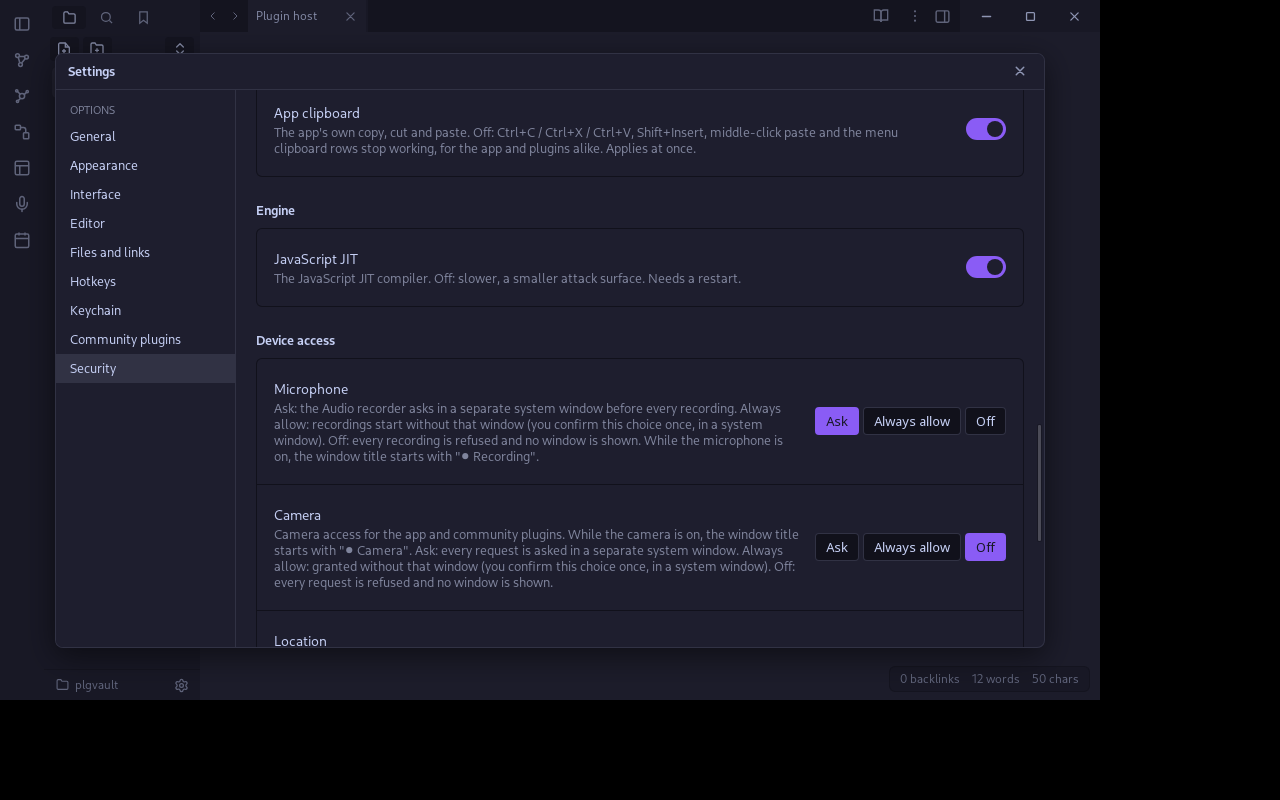 Plugin host
Settings
OPTIONS
General
Appearance
Interface
Editor
Files and links
Hotkeys
Keychain
Community plugins
Security
App clipboard
The app's own copy, cut and paste. Off: Ctrl+C / Ctrl+X / Ctrl+V, Shift+Insert, middle-click paste and the menu
clipboard rows stop working, for the app and plugins alike. Applies at once.
Engine
JavaScript JIT
The JavaScript JIT compiler. Off: slower, a smaller attack surface. Needs a restart.
Device access
Microphone
Ask: the Audio recorder asks in a separate system window before every recording. Always
allow: recordings start without that window (you confirm this choice once, in a system
window). Off: every recording is refused and no window is shown. While the microphone is
on, the window title starts with "● Recording".
Ask Always allow Off
Camera
Camera access for the app and community plugins. While the camera is on, the window title
starts with "● Camera". Ask: every request is asked in a separate system window. Always
allow: granted without that window (you confirm this choice once, in a system window). Off:
every request is refused and no window is shown.
Ask Always allow Off
Location
plgvault
0 backlinks 12 words 50 chars